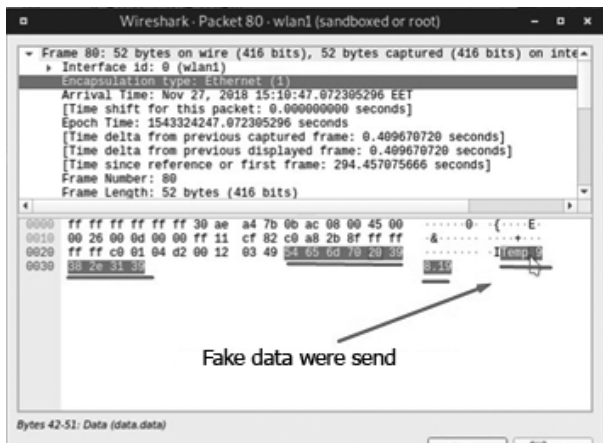 Wireshark · Packet 80 · wlan1 (sandboxed or root)
Frame 80: 52 bytes on wire (416 bits), 52 bytes captured (416 bits) on inte
Interface id: 0 (wlan1)
Encapsulation type: Ethernet (1)
Arrival Time: Nov 27, 2018 15:10:47.072305296 EET
[Time shift for this packet: 0.000000000 seconds]
Epoch Time: 1543324247.072305296 seconds
[Time delta from previous captured frame: 0.409670720 seconds]
[Time delta from previous displayed frame: 0.409670720 seconds]
[Time since reference or first frame: 294.457075666 seconds]
Frame Number: 80
Frame Length: 52 bytes (416 bits)
0000 ff ff ff ff ff ff 30 ae a4 7b 0b ac 08 00 45 00 ······0· ·{····E·
0010 00 26 00 0d 00 00 ff 11 cf 82 c0 a8 2b 8f ff ff ·&······ ····+···
0020 ff ff c0 01 04 d2 00 12 03 49 54 65 6d 70 20 39 ········ ·ITemp 9
0030 38 2e 31 39 8.19
Fake data were send
Bytes 42-51: Data (data.data)